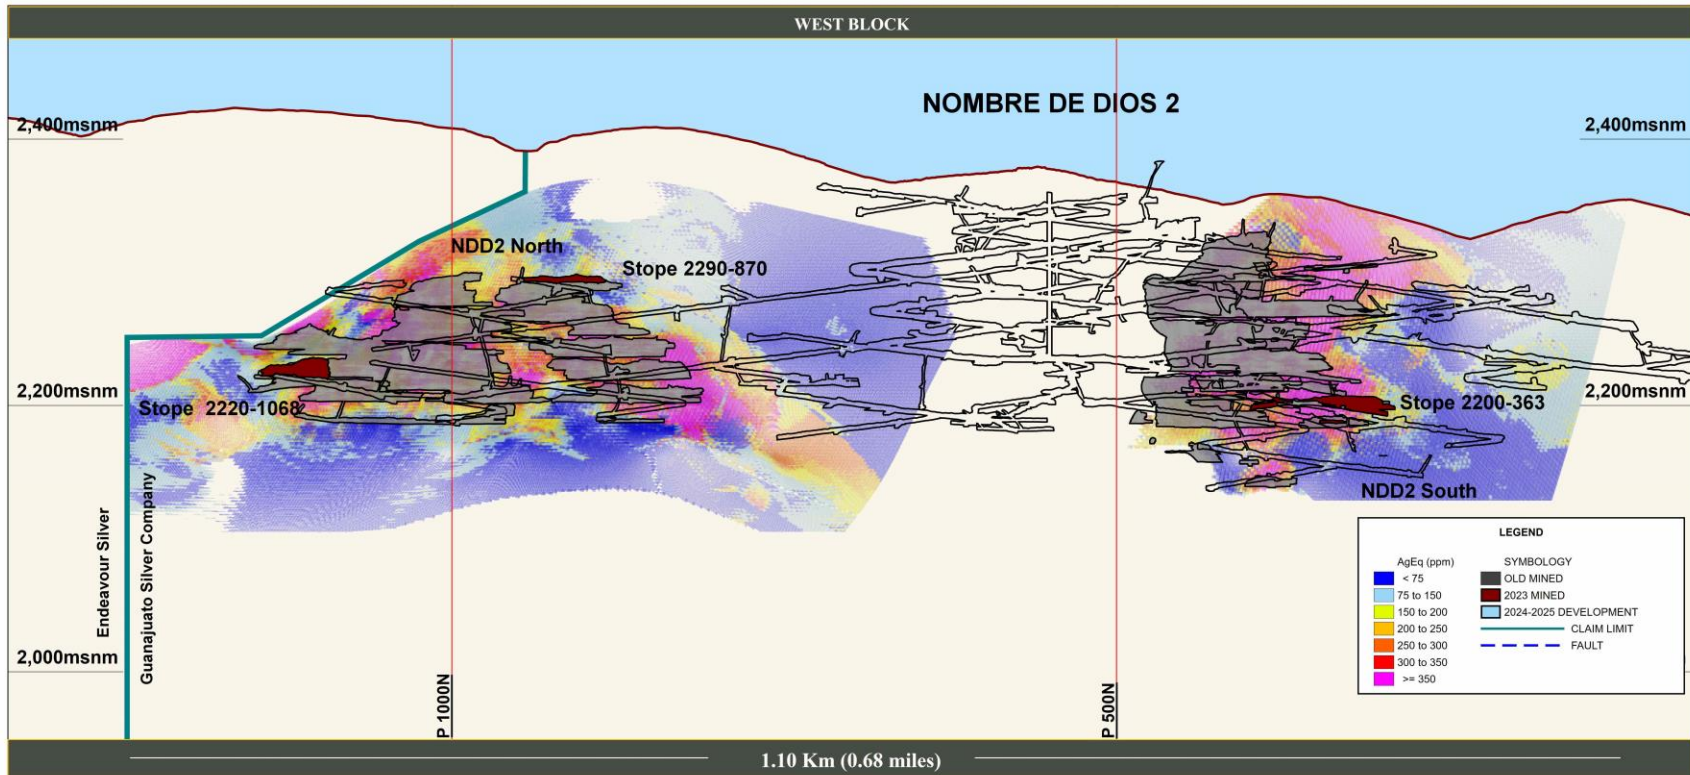 WEST BLOCK
NOMBRE DE DIOS 2
2,400msnm
2,400msnm
NDD2 North
Stope 2290-870
2,200msnm
Stope 2220-1068
Stope 2200-363
2,200msnm
NDD2 South
Endeavour Silver
Guanajuato Silver Company
2,000msnm
P 1000N
P 500N
LEGEND
AgEq (ppm)
SYMBOLOGY
< 75
OLD MINED
75 to 150
2023 MINED
150 to 200
2024-2025 DEVELOPMENT
200 to 250
CLAIM LIMIT
250 to 300
FAULT
300 to 350
>= 350
1.10 Km (0.68 miles)